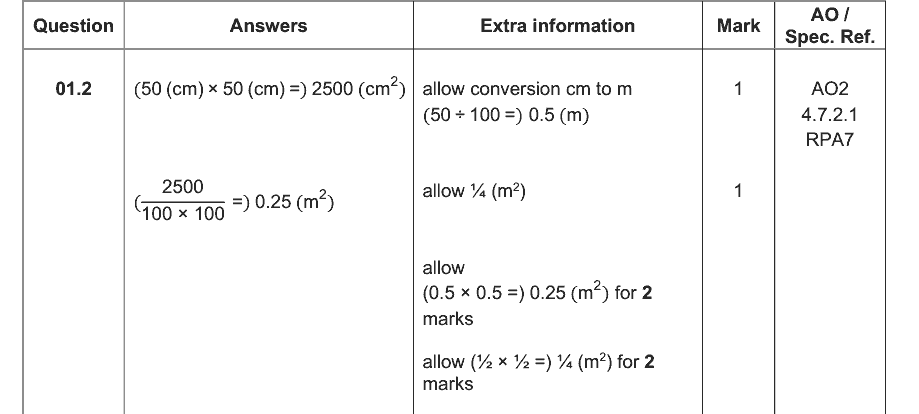 Question Answers Extra information Mark AO / Spec. Ref.
01.2 (50 (cm) × 50 (cm) =) 2500 (cm²) allow conversion cm to m 1 AO2
(50 ÷ 100 =) 0.5 (m) 4.7.2.1
RPA7
(2500 / 100 × 100 =) 0.25 (m²) allow ¼ (m²) 1
allow
(0.5 × 0.5 =) 0.25 (m²) for 2
marks
allow (½ × ½ =) ¼ (m²) for 2
marks